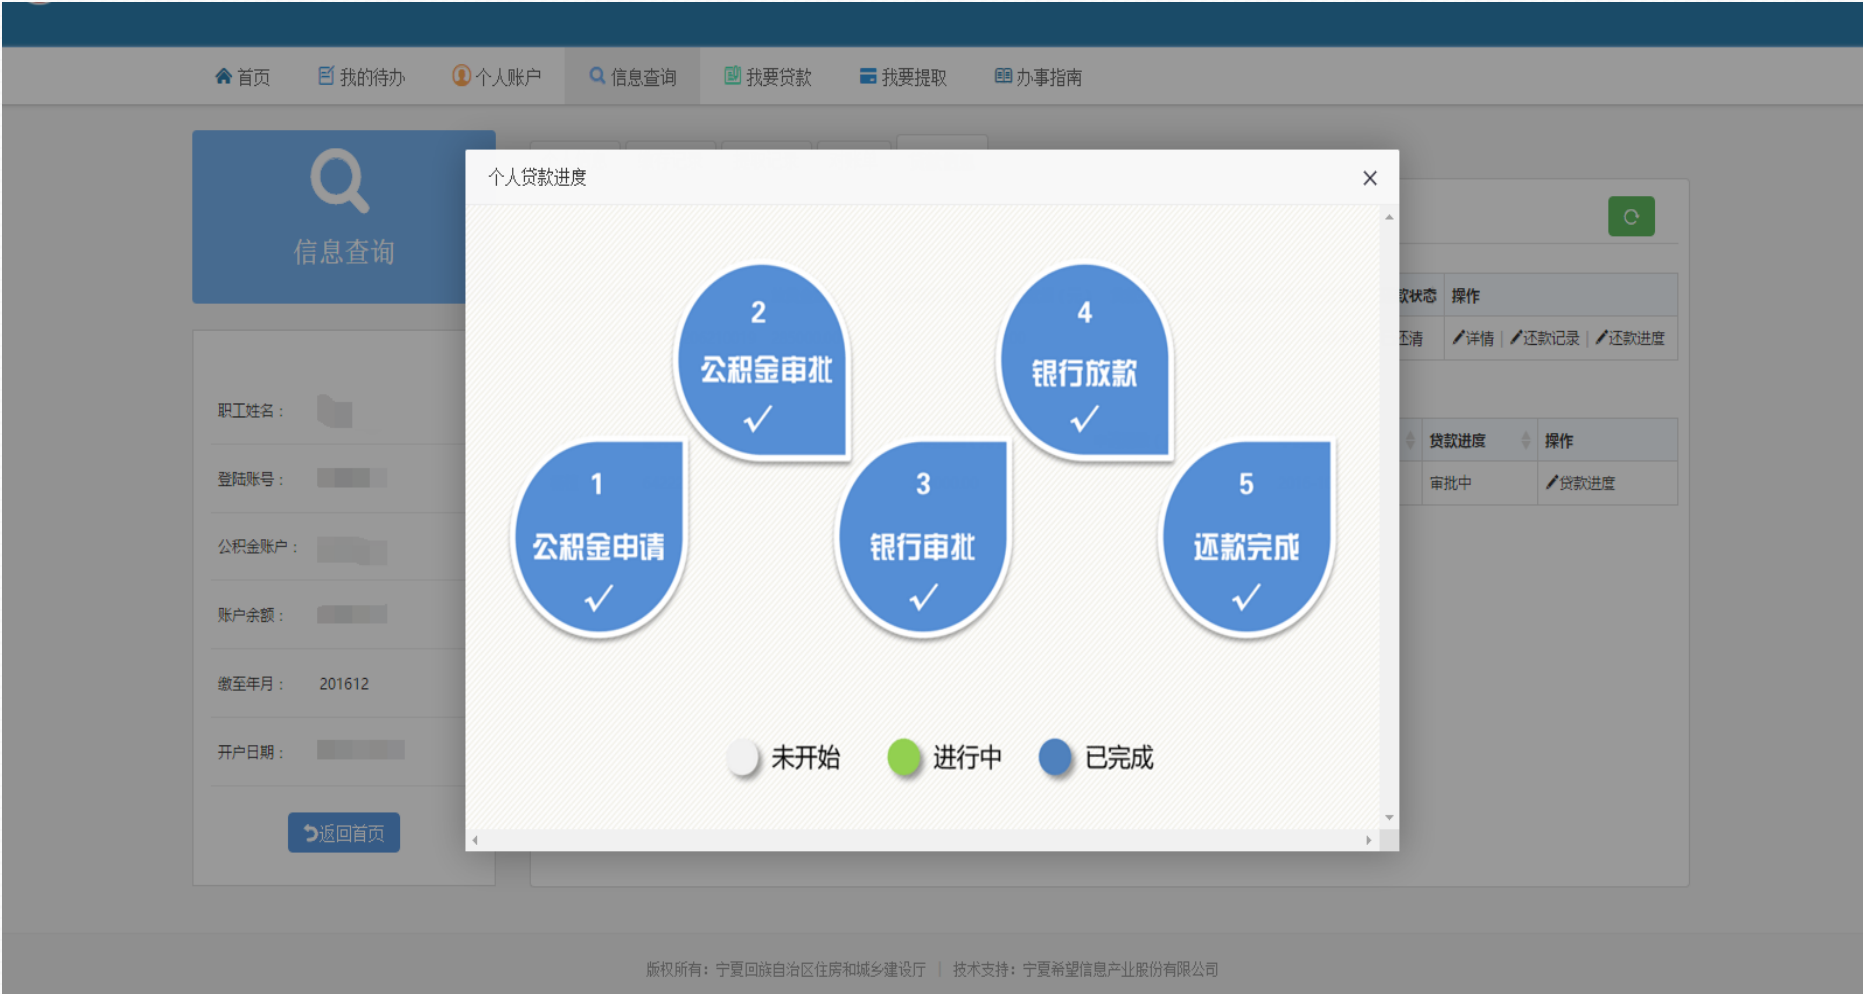 首页 我的待办 个人账户 信息查询 我要贷款 我要提取 办事指南
信息查询
职工姓名：
登陆账号：
公积金账户：
账户余额：
缴至年月： 201612
开户日期：
返回首页
个人贷款进度
1
公积金申请
2
公积金审批
3
银行审批
4
银行放款
5
还款完成
未开始 进行中 已完成
款状态 操作
还清 详情 | 还款记录 | 还款进度
贷款进度 操作
审批中 贷款进度
版权所有：宁夏回族自治区住房和城乡建设厅 | 技术支持：宁夏希望信息产业股份有限公司